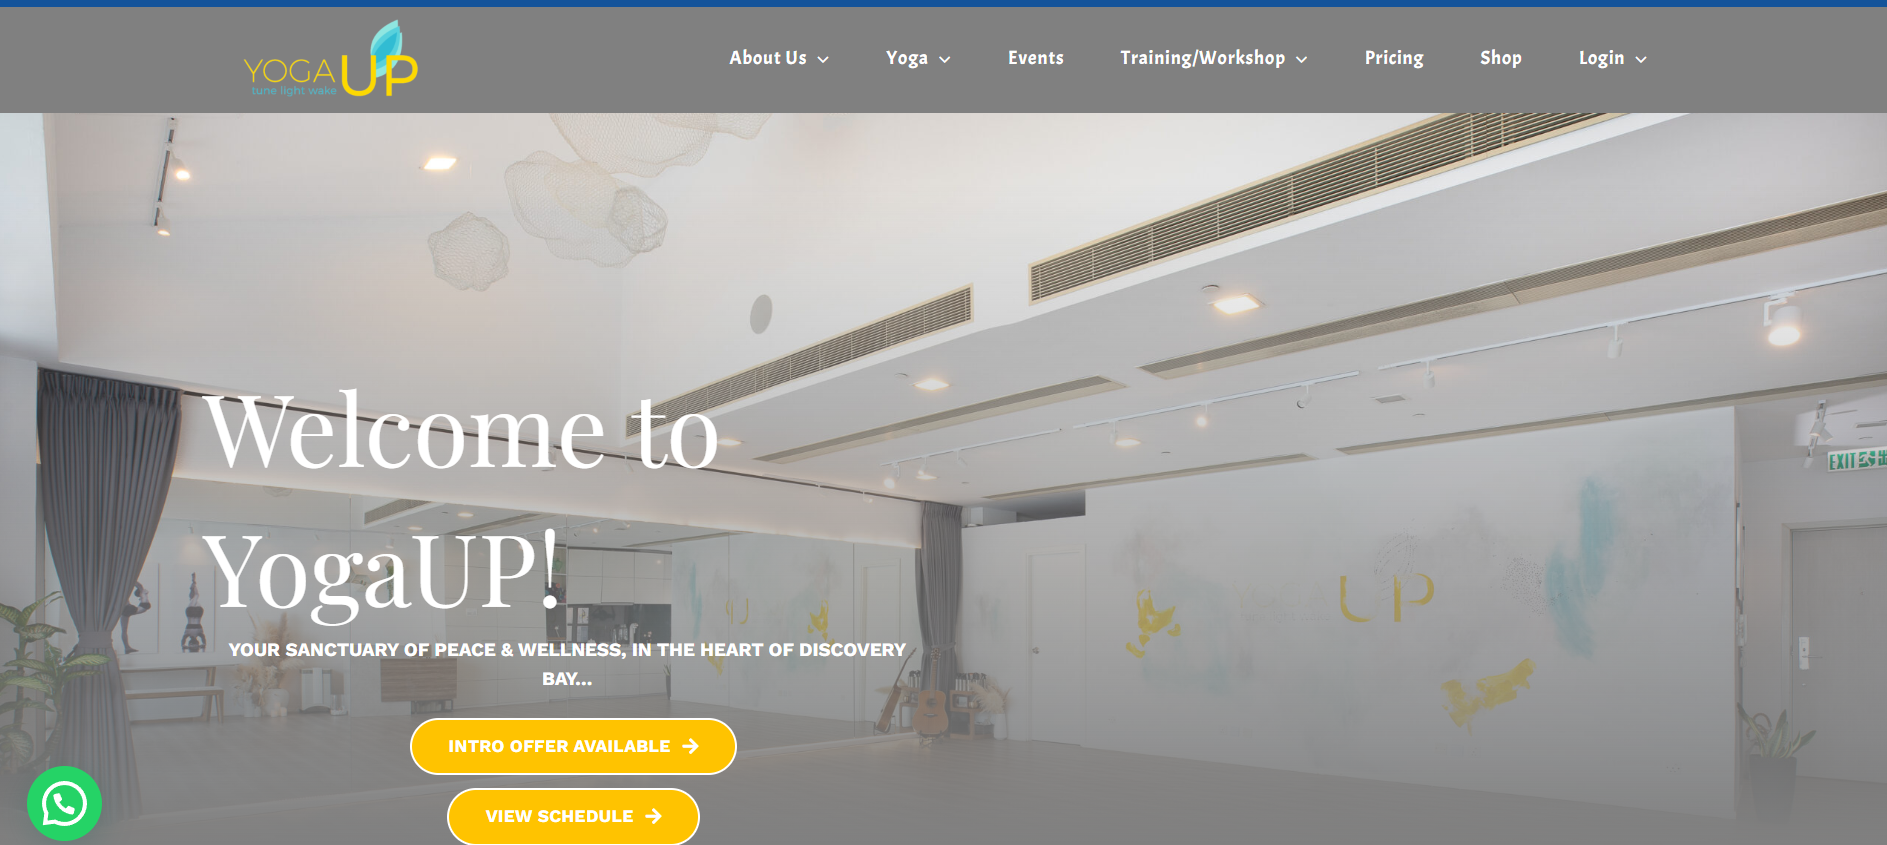 YOGA UP
tune light wake
About Us
Yoga
Events
Training/Workshop
Pricing
Shop
Login
EXIT
Welcome to
YogaUP!
UP
YOUR SANCTUARY OF PEACE & WELLNESS, IN THE HEART OF DISCOVERY
BAY...
INTRO OFFER AVAILABLE
VIEW SCHEDULE